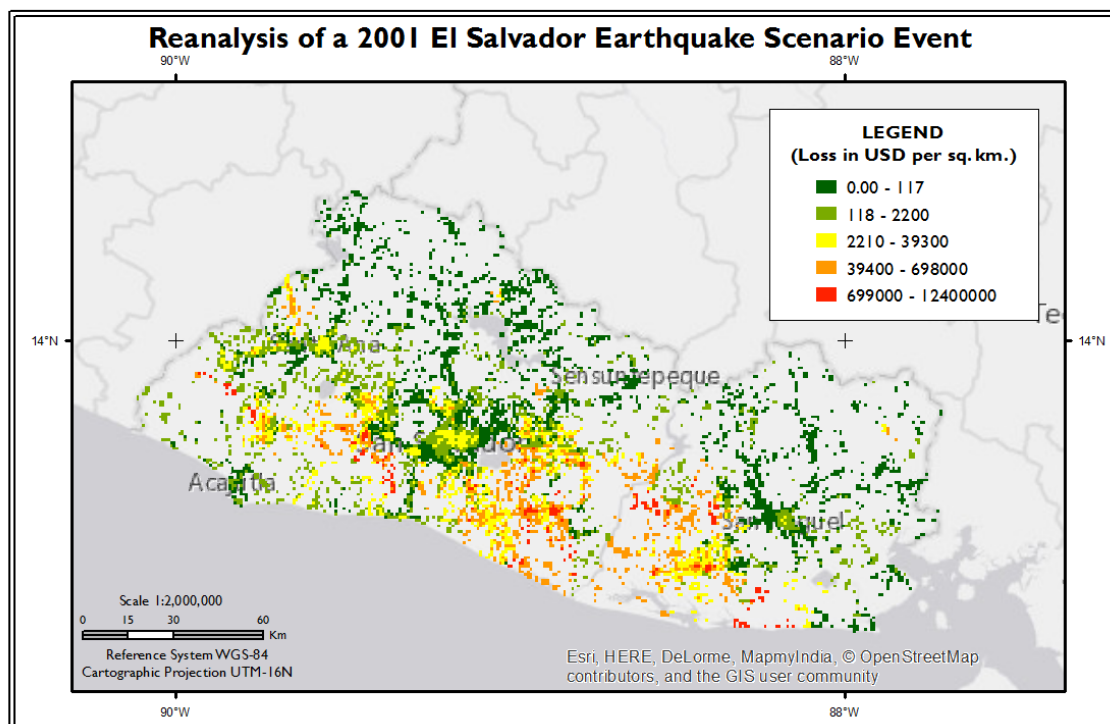 Reanalysis of a 2001 El Salvador Earthquake Scenario Event
90°W
88°W
LEGEND
(Loss in USD per sq. km.)
0.00 - 117
118 - 2200
2210 - 39300
39400 - 698000
699000 - 12400000
Te
14°N
14°N
Sensuntepeque
Acajutla
Scale 1:2,000,000
0 15 30 60
Km
Reference System WGS-84
Cartographic Projection UTM-16N
Esri, HERE, DeLorme, MapmyIndia, © OpenStreetMap
contributors, and the GIS user community
90°W
88°W